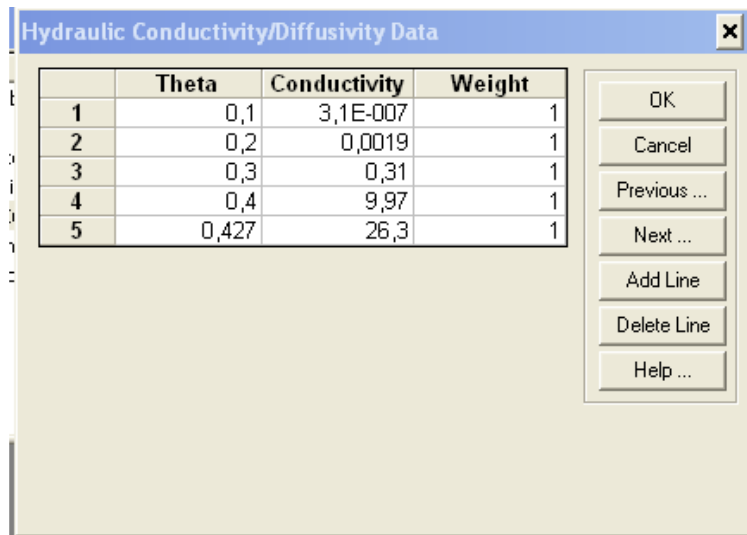 Hydraulic Conductivity/Diffusivity Data
Theta Conductivity Weight
1 0,1 3,1E-007 1
2 0,2 0,0019 1
3 0,3 0,31 1
4 0,4 9,97 1
5 0,427 26,3 1
OK
Cancel
Previous ...
Next ...
Add Line
Delete Line
Help ...